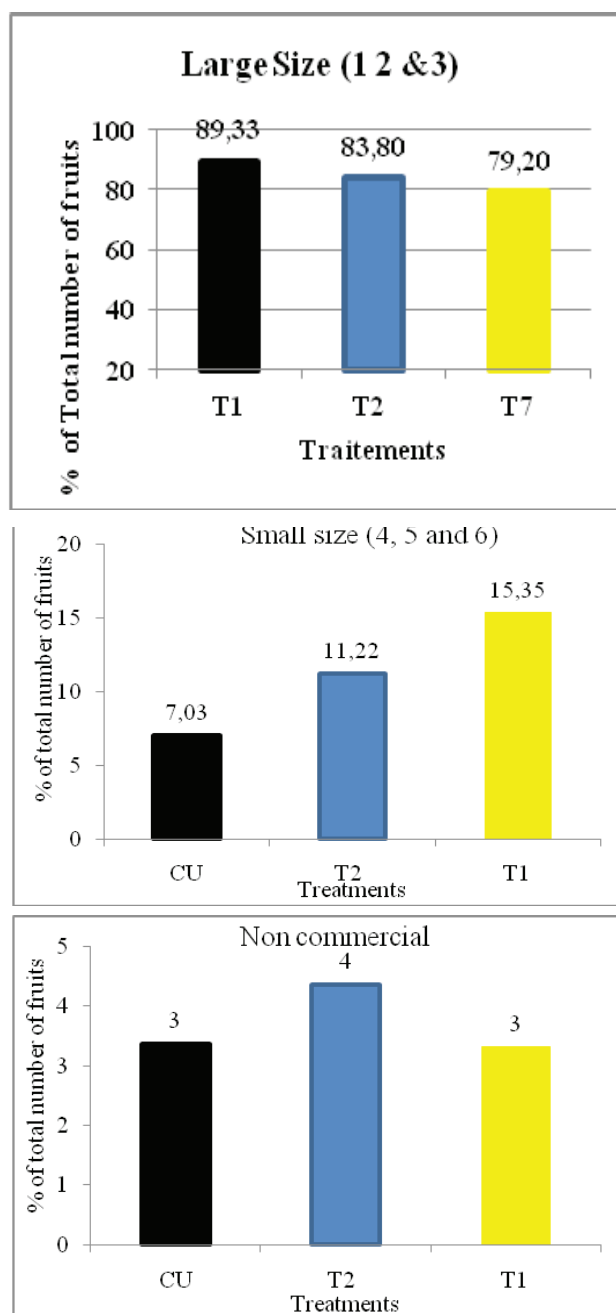 Large Size (1 2 &3)
% of Total number of fruits
100
80
60
40
20
89,33
83,80
79,20
T1
T2
T7
Traitements
Small size (4, 5 and 6)
% of total number of fruits
20
15
10
5
0
7,03
11,22
15,35
CU
T2
T1
Treatments
Non commercial
% of total number of fruits
5
4
3
2
1
0
3
4
3
CU
T2
T1
Treatments